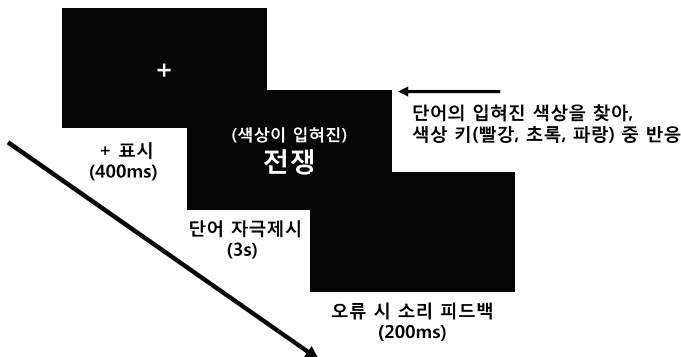 +
+ 표시
(400ms)
(색상이 입혀진)
전쟁
단어의 입혀진 색상을 찾아,
색상 키(빨강, 초록, 파랑) 중 반응
단어 자극제시
(3s)
오류 시 소리 피드백
(200ms)